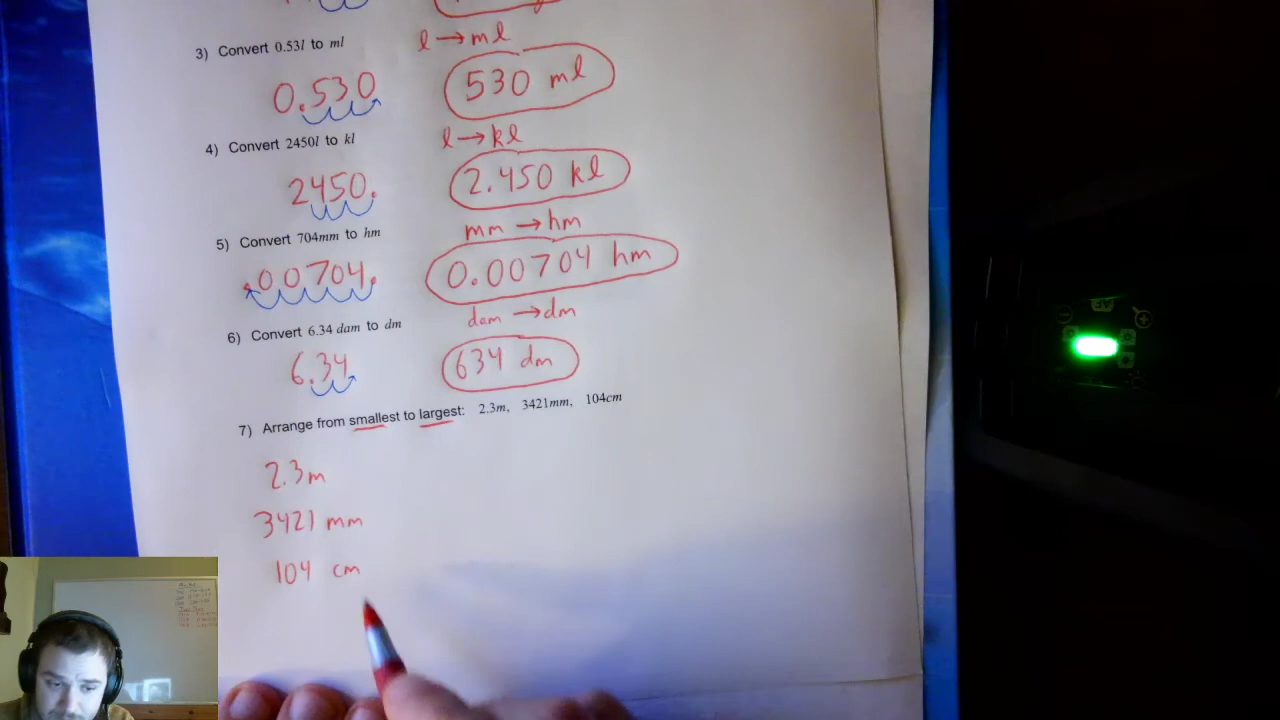 3) Convert 0.53l to ml
l → ml
0.530
530 ml
4) Convert 2450l to kl
l → kl
2450.
2.450 kl
5) Convert 704mm to hm
mm → hm
.00704.
0.00704 hm
6) Convert 6.34 dam to dm
dam → dm
6.34
634 dm
7) Arrange from smallest to largest: 2.3m, 3421mm, 104cm
2.3m
3421 mm
104 cm
AF